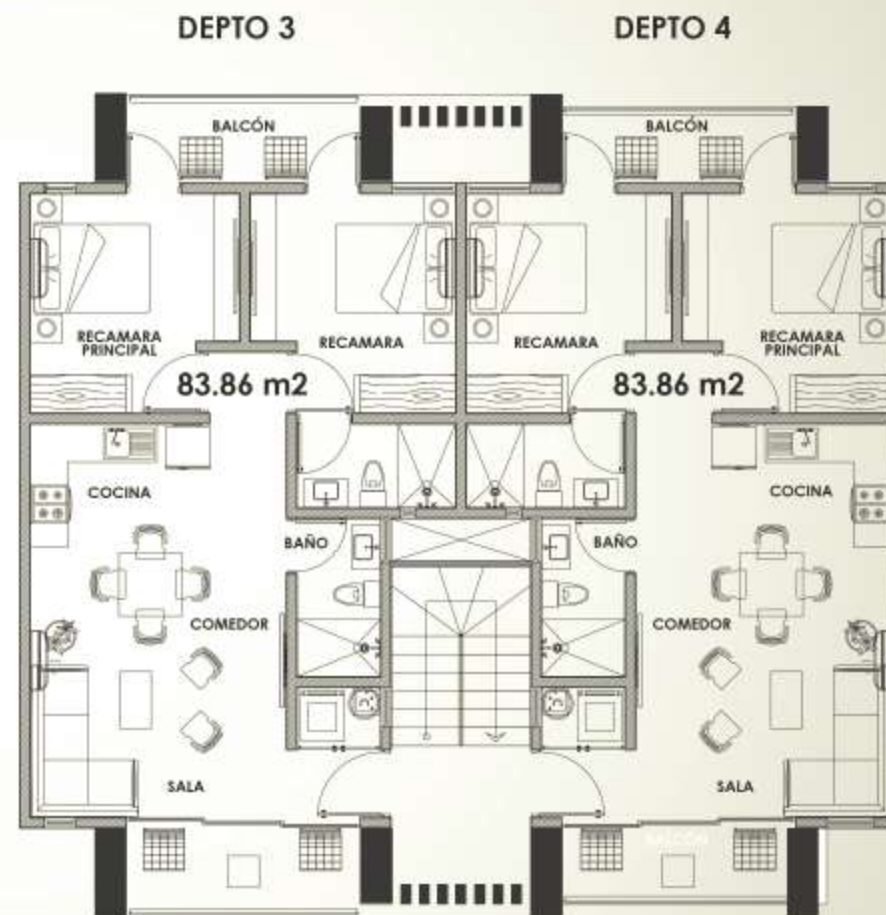 DEPTO 3
DEPTO 4
BALCÓN
BALCÓN
RECAMARA
PRINCIPAL
RECAMARA
RECAMARA
RECAMARA
PRINCIPAL
83.86 m2
83.86 m2
COCINA
COCINA
BAÑO
BAÑO
COMEDOR
COMEDOR
SALA
SALA
BALCÓN